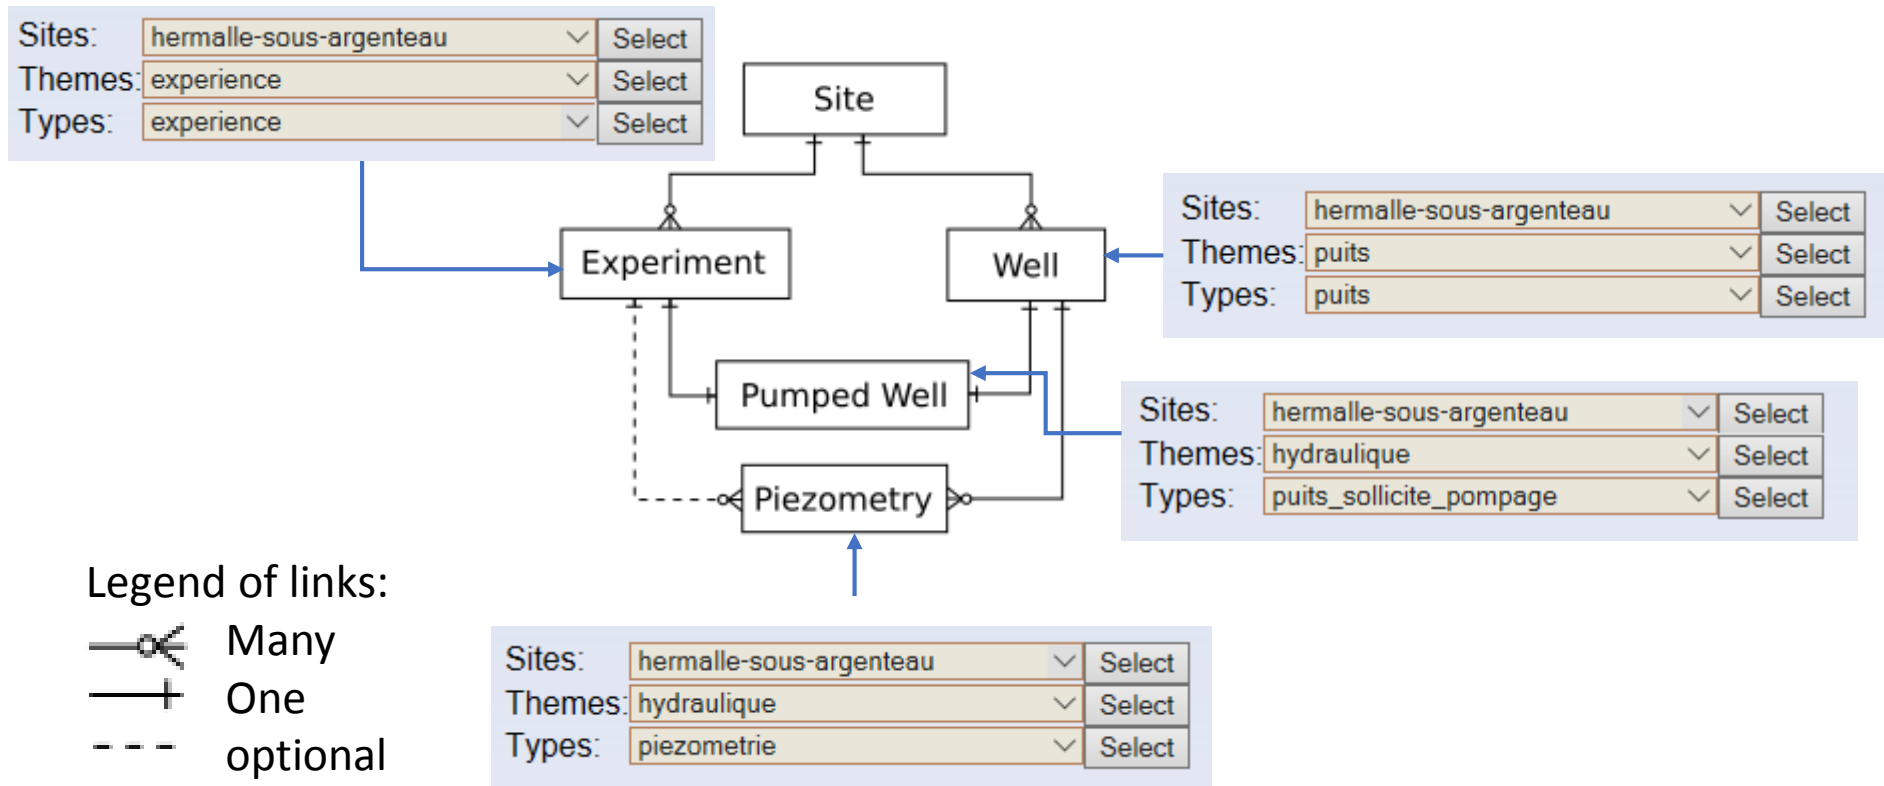 Sites: hermalle-sous-argenteau Select
Themes: experience Select
Types: experience Select
Site
Experiment
Well
Sites: hermalle-sous-argenteau Select
Themes: puits Select
Types: puits Select
Pumped Well
Sites: hermalle-sous-argenteau Select
Themes: hydraulique Select
Types: puits_sollicite_pompage Select
Piezometry
Legend of links:
Many
One
optional
Sites: hermalle-sous-argenteau Select
Themes: hydraulique Select
Types: piezometrie Select